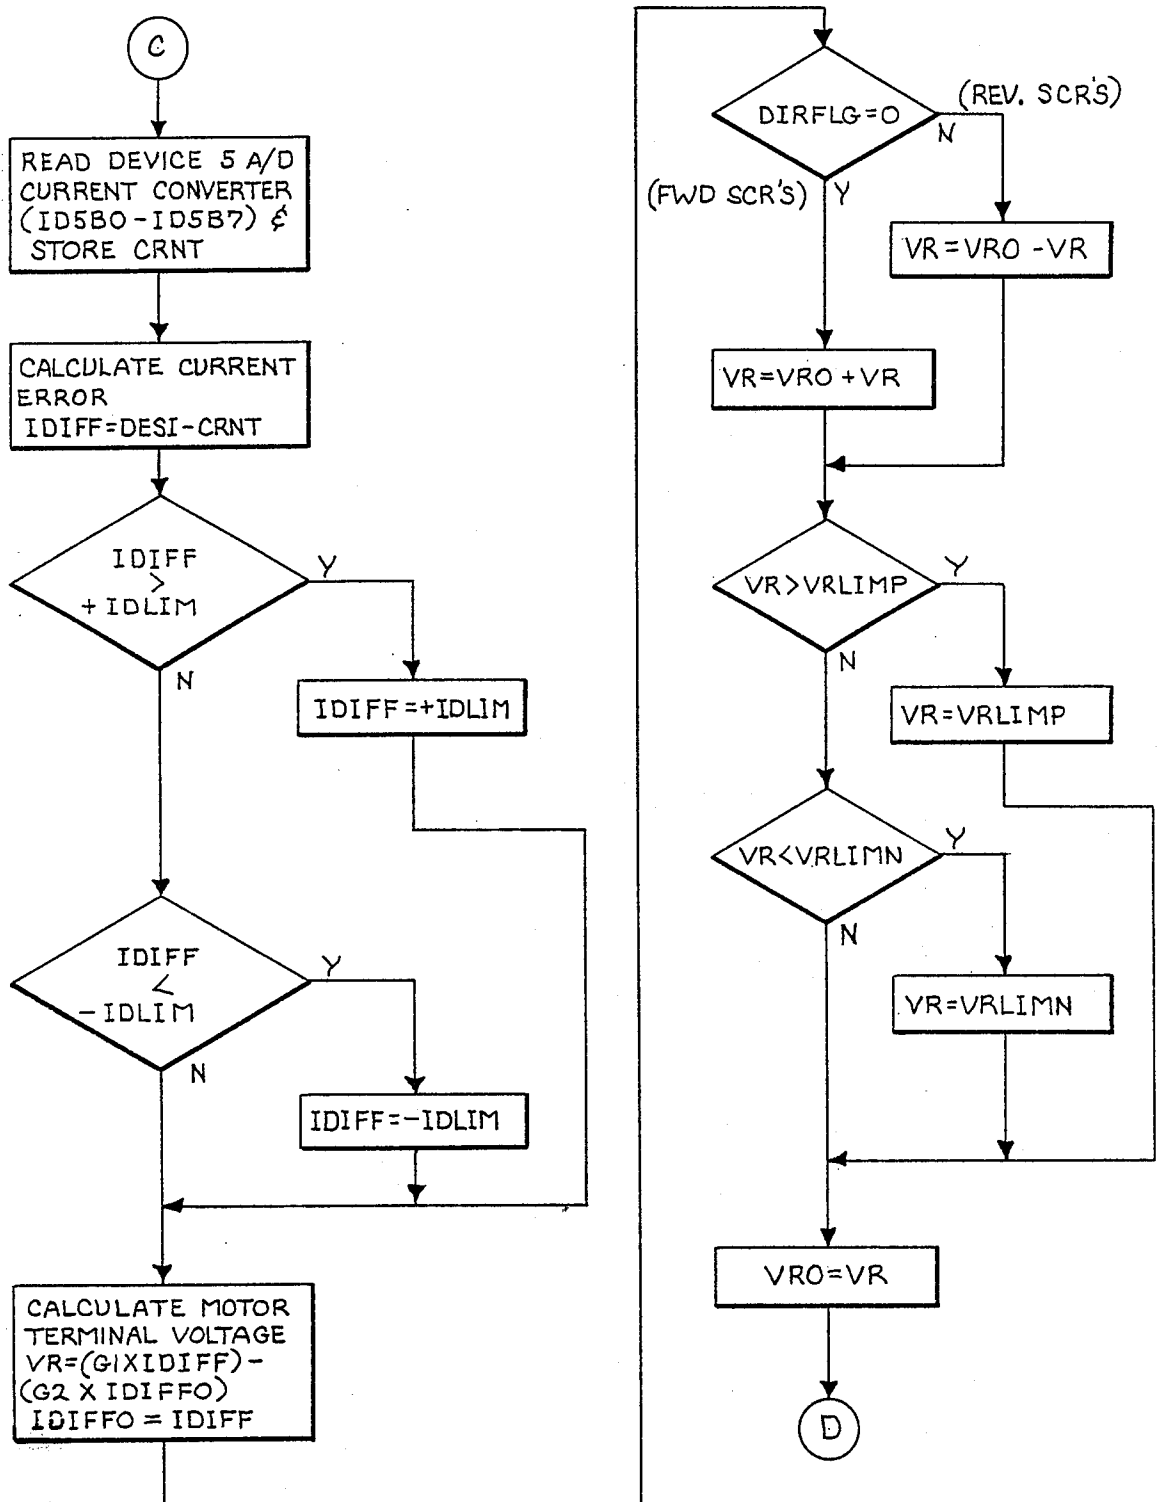 C
READ DEVICE 5 A/D
CURRENT CONVERTER
(ID5B0-ID5B7) &
STORE CRNT
CALCULATE CURRENT
ERROR
IDIFF=DESI-CRNT
IDIFF
>
+IDLIM
Y
N
IDIFF=+IDLIM
IDIFF
<
-IDLIM
Y
N
IDIFF=-IDLIM
CALCULATE MOTOR
TERMINAL VOLTAGE
VR=(G1XIDIFF)-
(G2 X IDIFFO)
IDIFFO = IDIFF
DIRFLG=0
(REV. SCR'S)
N
(FWD SCR'S) Y
VR=VRO -VR
VR=VRO+VR
VR>VRLIMP
Y
N
VR=VRLIMP
VR<VRLIMN
Y
N
VR=VRLIMN
VRO=VR
D